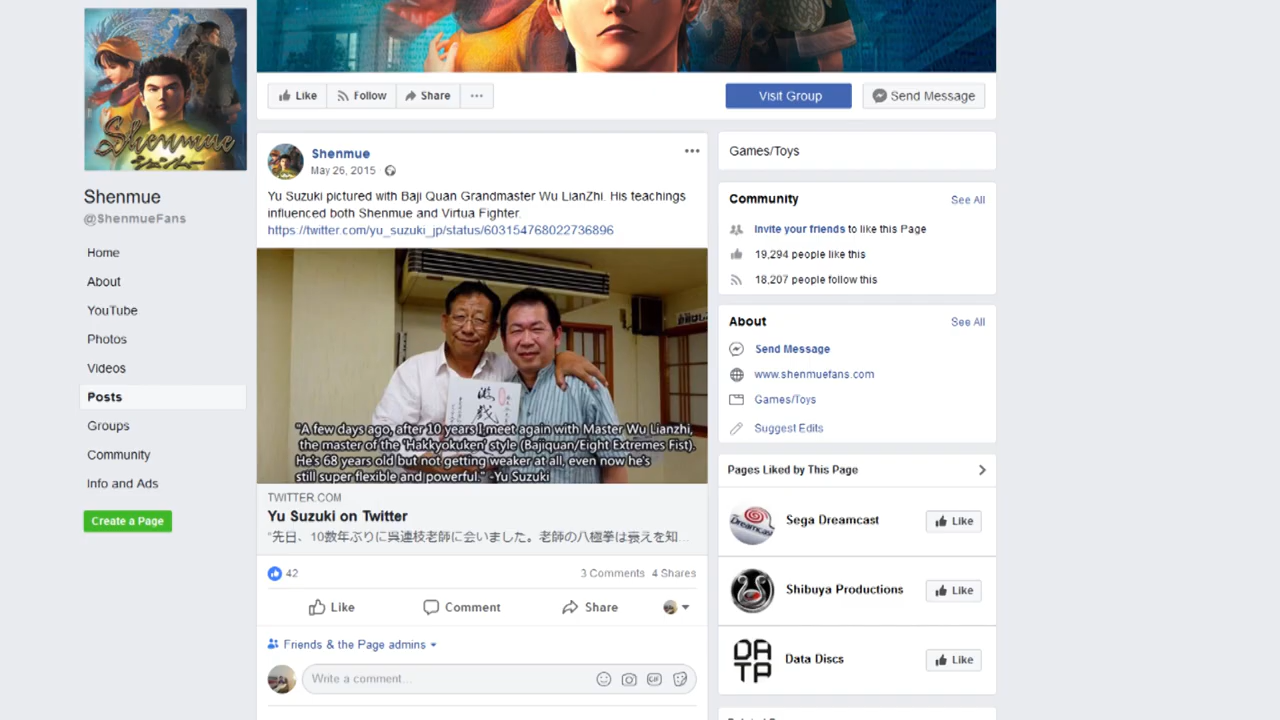 Shenmue
シェンムー
Shenmue
@ShenmueFans
Home
About
YouTube
Photos
Videos
Posts
Groups
Community
Info and Ads
Create a Page
Like
Follow
Share
Visit Group
Send Message
Shenmue
May 26, 2015
Yu Suzuki pictured with Baji Quan Grandmaster Wu LianZhi. His teachings
influenced both Shenmue and Virtua Fighter.
https://twitter.com/yu_suzuki_jp/status/603154768022736896
"A few days ago, after 10 years I meet again with Master Wu Lianzhi,
the master of the 'Hakkyokuken' style (Bajiquan/Eight Extremes Fist).
He's 68 years old but not getting weaker at all, even now he's
still super flexible and powerful." -Yu Suzuki
TWITTER.COM
Yu Suzuki on Twitter
"先日、10数年ぶりに呉連枝老師に会いました。老師の八極拳は衰えを知...
42
3 Comments 4 Shares
Like
Comment
Share
Friends & the Page admins
Write a comment...
GIF
Games/Toys
Community
See All
Invite your friends to like this Page
19,294 people like this
18,207 people follow this
About
See All
Send Message
www.shenmuefans.com
Games/Toys
Suggest Edits
Pages Liked by This Page
Dreamcast
Sega Dreamcast
Like
Shibuya Productions
Like
DATA
Data Discs
Like